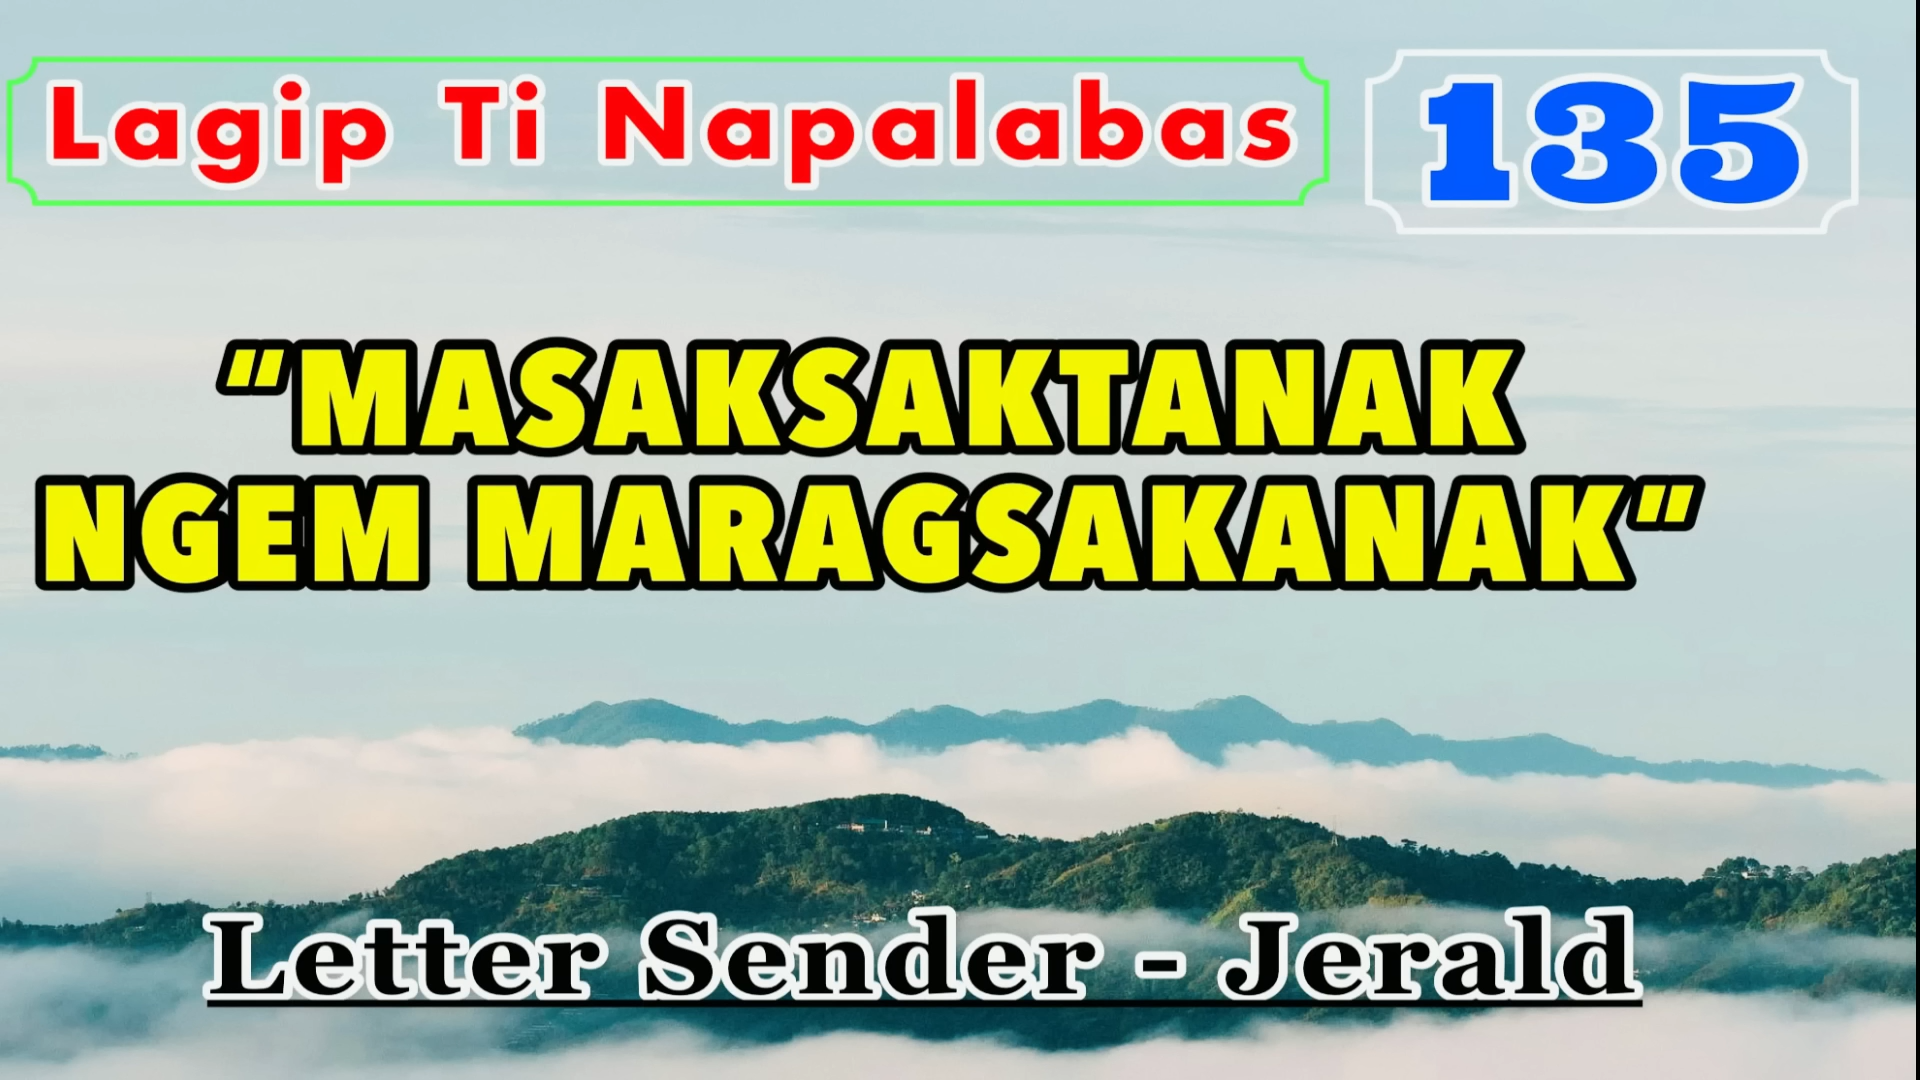 Lagip Ti Napalabas 135
"MASAKSAKTANAK
NGEM MARAGSAKANAK"
Letter Sender - Jerald